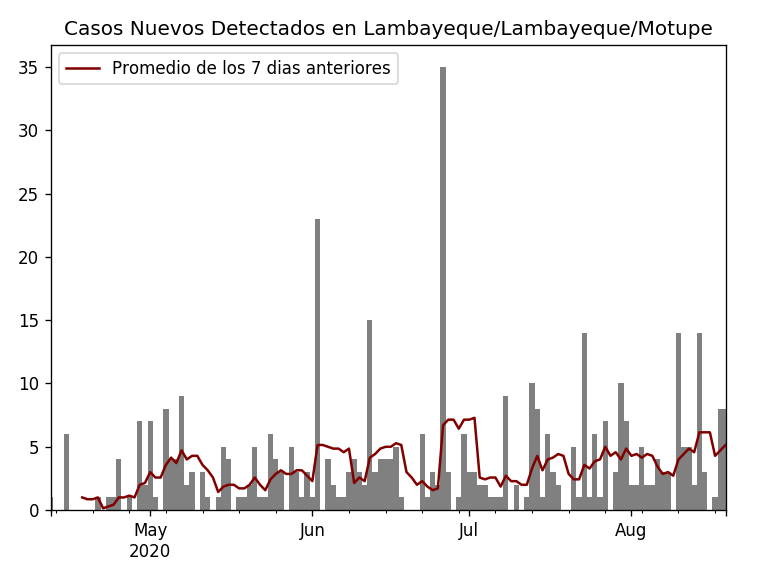 Casos Nuevos Detectados en Lambayeque/Lambayeque/Motupe
Promedio de los 7 dias anteriores
35
30
25
20
15
10
5
0
May
2020
Jun
Jul
Aug